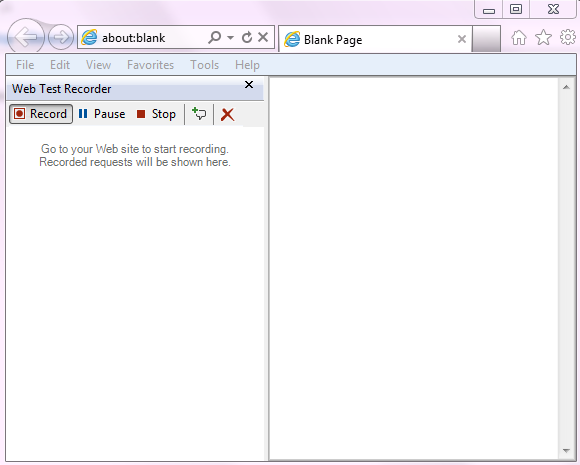 about:blank
Blank Page
File Edit View Favorites Tools Help
Web Test Recorder
Record Pause Stop
Go to your Web site to start recording.
Recorded requests will be shown here.